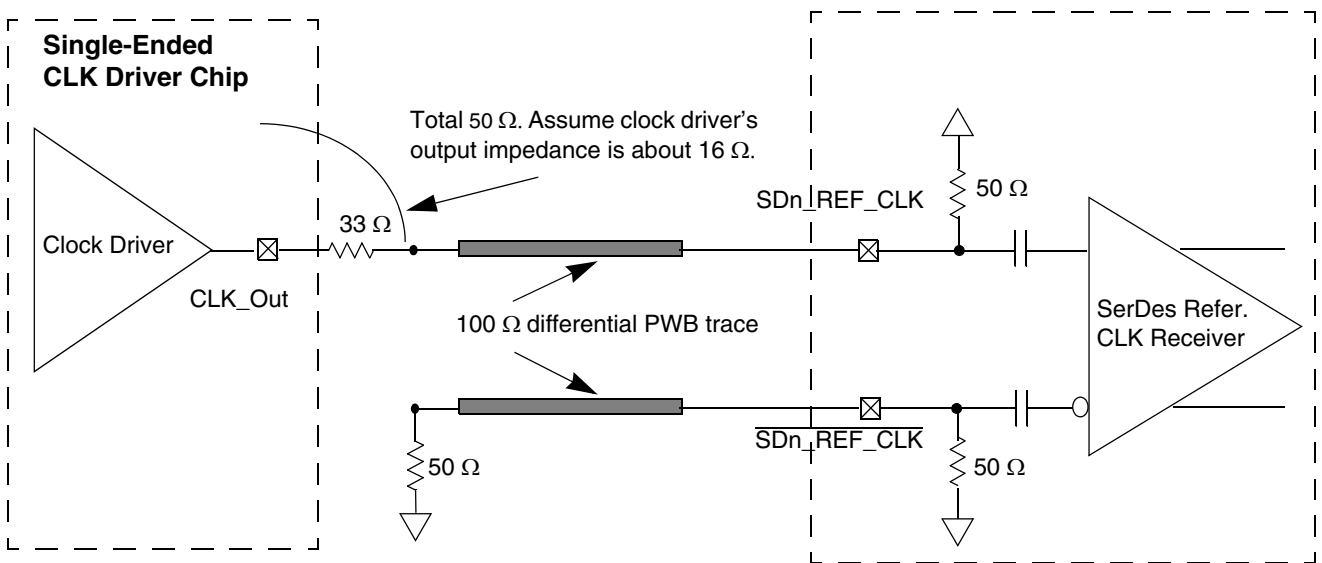 Single-Ended
CLK Driver Chip
Total 50 Ω. Assume clock driver's
output impedance is about 16 Ω.
SDn_REF_CLK
50 Ω
33 Ω
Clock Driver
CLK_Out
100 Ω differential PWB trace
SerDes Refer.
CLK Receiver
SDn_REF_CLK
50 Ω
50 Ω